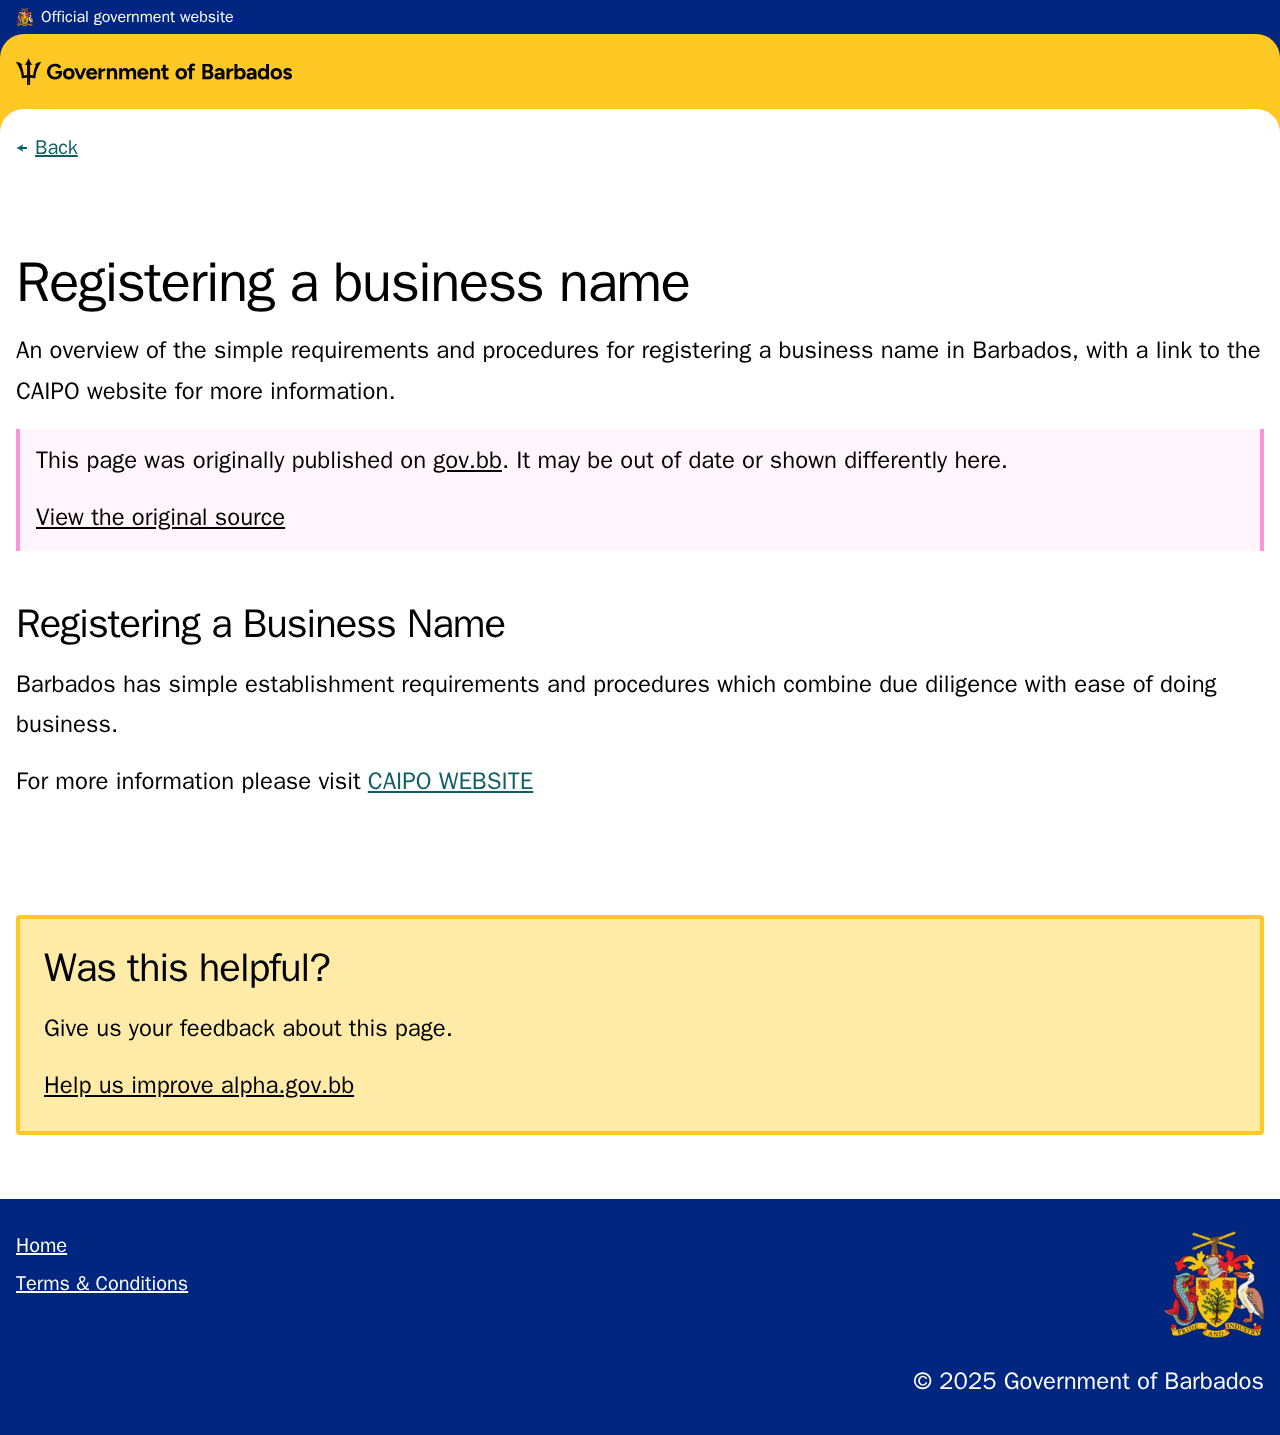 Official government website
Government of Barbados
Back
Registering a business name
An overview of the simple requirements and procedures for registering a business name in Barbados, with a link to the
CAIPO website for more information.
This page was originally published on gov.bb. It may be out of date or shown differently here.
View the original source
Registering a Business Name
Barbados has simple establishment requirements and procedures which combine due diligence with ease of doing
business.
For more information please visit CAIPO WEBSITE
Was this helpful?
Give us your feedback about this page.
Help us improve alpha.gov.bb
Home
Terms & Conditions
PRIDE AND INDUSTRY
© 2025 Government of Barbados